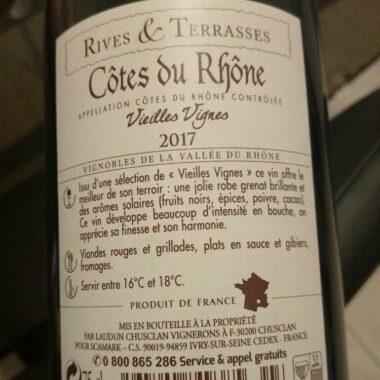 RIVES & TERRASSES
Côtes du Rhône
APPELLATION CÔTES DU RHÔNE CONTRÔLÉE
Vieilles Vignes
2017
VIGNOBLES DE LA VALLÉE DU RHÔNE
Issu d'une sélection de « Vieilles Vignes » ce vin offre le
meilleur de son terroir : une jolie robe grenat brillante et
des arômes solaires (fruits noirs, épices, poivre, cacao).
Ce vin développe beaucoup d'intensité en bouche, on
apprécie sa finesse et son harmonie.
Viandes rouges et grillades, plats en sauce et gibiers,
fromages.
Servir entre 16°C et 18°C.
PRODUIT DE FRANCE
MIS EN BOUTEILLE À LA PROPRIÉTÉ
PAR LAUDUN CHUSCLAN VIGNERONS À F-30200 CHUSCLAN
POUR SCAMARK – C.S. 90019-94859 IVRY-SUR-SEINE CEDEX - FRANCE
0 800 865 286 Service & appel gratuits
75